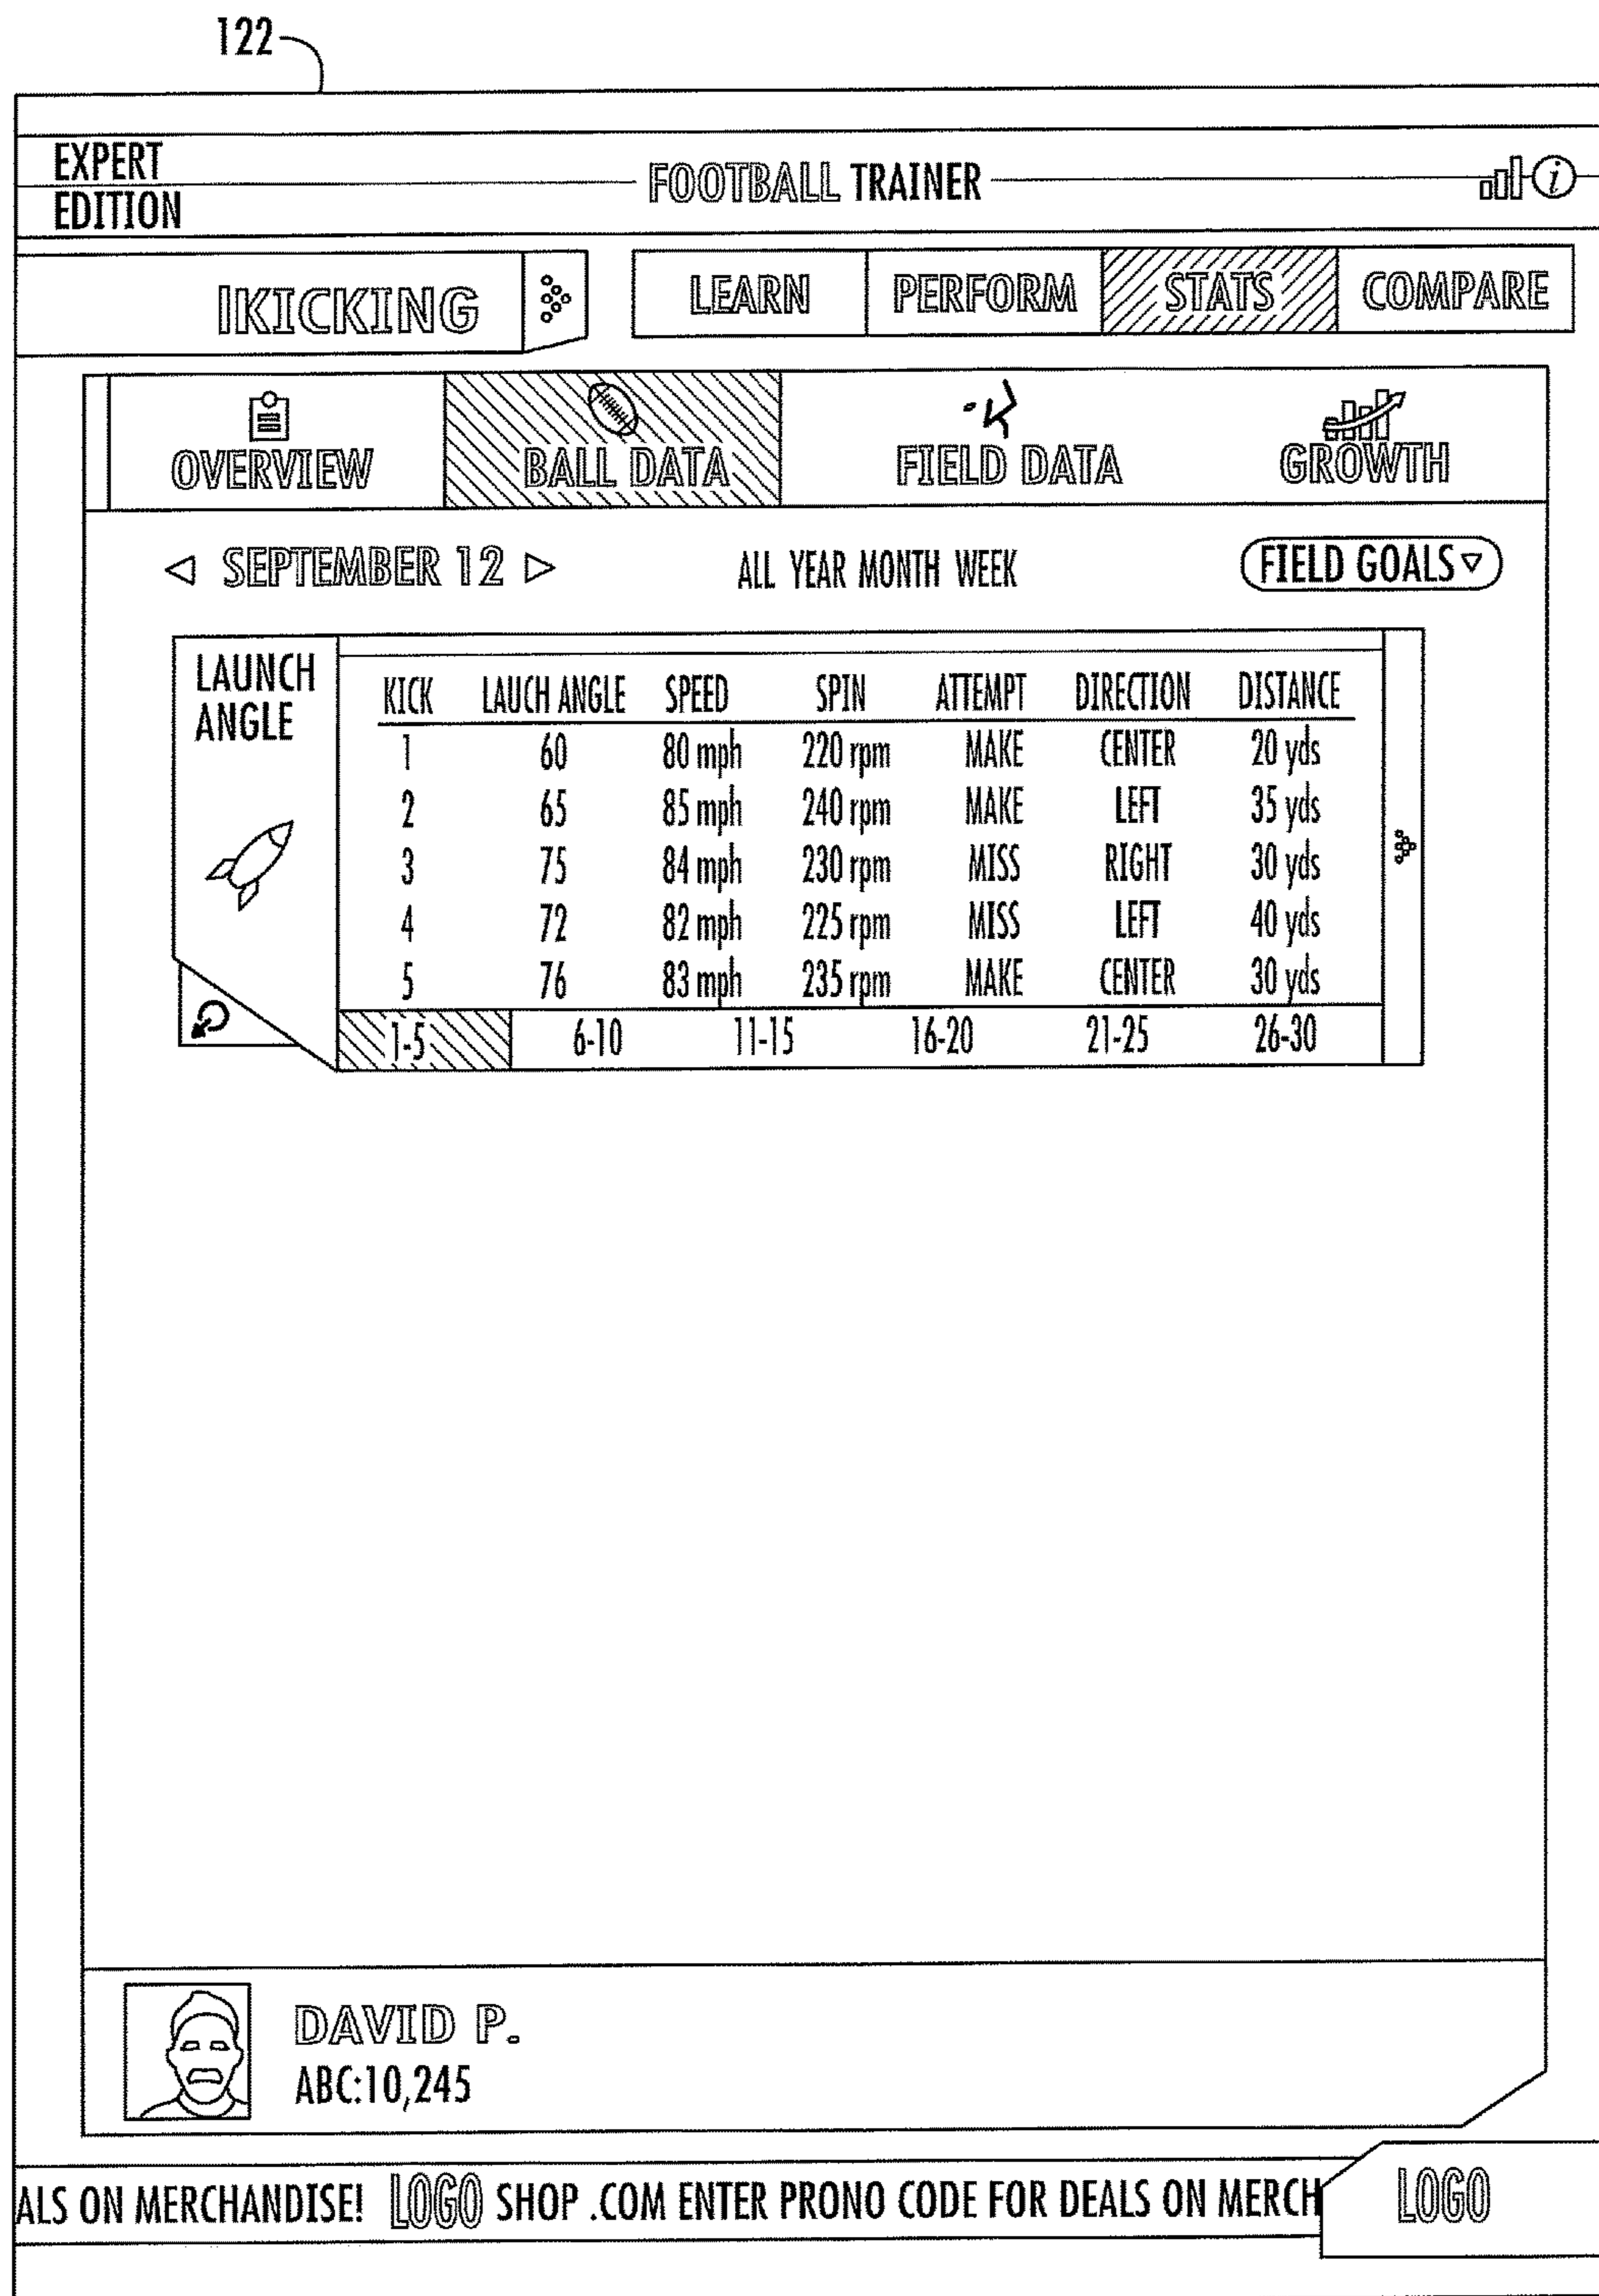 122
EXPERT
EDITION
FOOTBALL TRAINER
i
IKICKING
LEARN PERFORM STATS COMPARE
OVERVIEW BALL DATA FIELD DATA GROWTH
SEPTEMBER 12 ALL YEAR MONTH WEEK FIELD GOALS
LAUNCH
ANGLE
KICK LAUCH ANGLE SPEED SPIN ATTEMPT DIRECTION DISTANCE
1 60 80 mph 220 rpm MAKE CENTER 20 yds
2 65 85 mph 240 rpm MAKE LEFT 35 yds
3 75 84 mph 230 rpm MISS RIGHT 30 yds
4 72 82 mph 225 rpm MISS LEFT 40 yds
5 76 83 mph 235 rpm MAKE CENTER 30 yds
1-5 6-10 11-15 16-20 21-25 26-30
DAVID P.
ABC:10,245
ALS ON MERCHANDISE! LOGO SHOP .COM ENTER PRONO CODE FOR DEALS ON MERCH LOGO